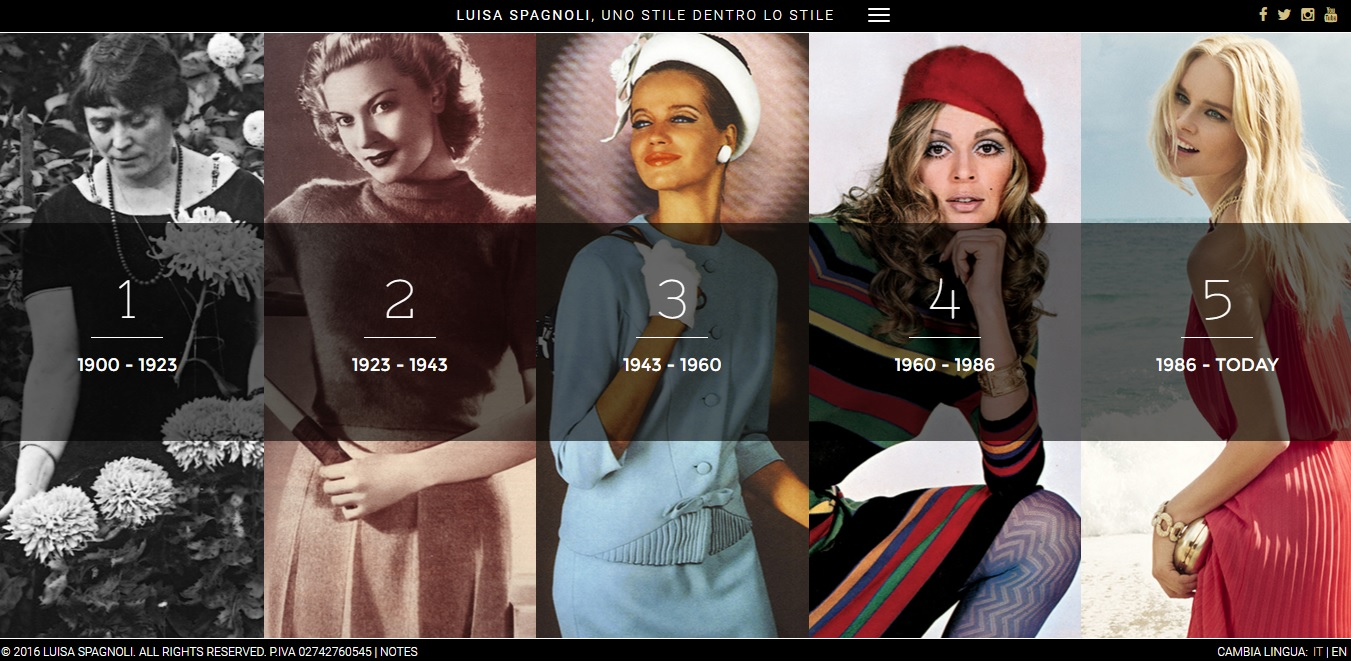 LUISA SPAGNOLI, UNO STILE DENTRO LO STILE
1
1900 - 1923
2
1923 - 1943
3
1943 - 1960
4
1960 - 1986
5
1986 - TODAY
© 2016 LUISA SPAGNOLI. ALL RIGHTS RESERVED. P.IVA 02742760545 | NOTES
CAMBIA LINGUA: IT | EN